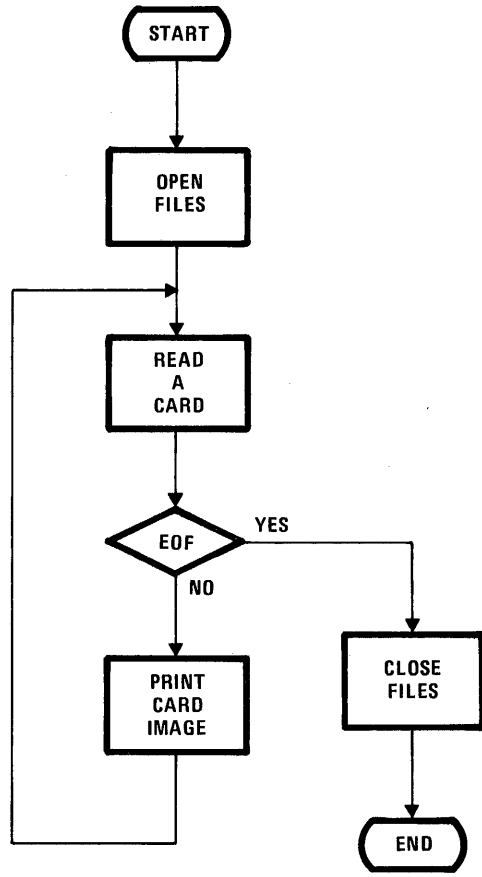 START
OPEN
FILES
READ
A
CARD
EOF
YES
NO
PRINT
CARD
IMAGE
CLOSE
FILES
END